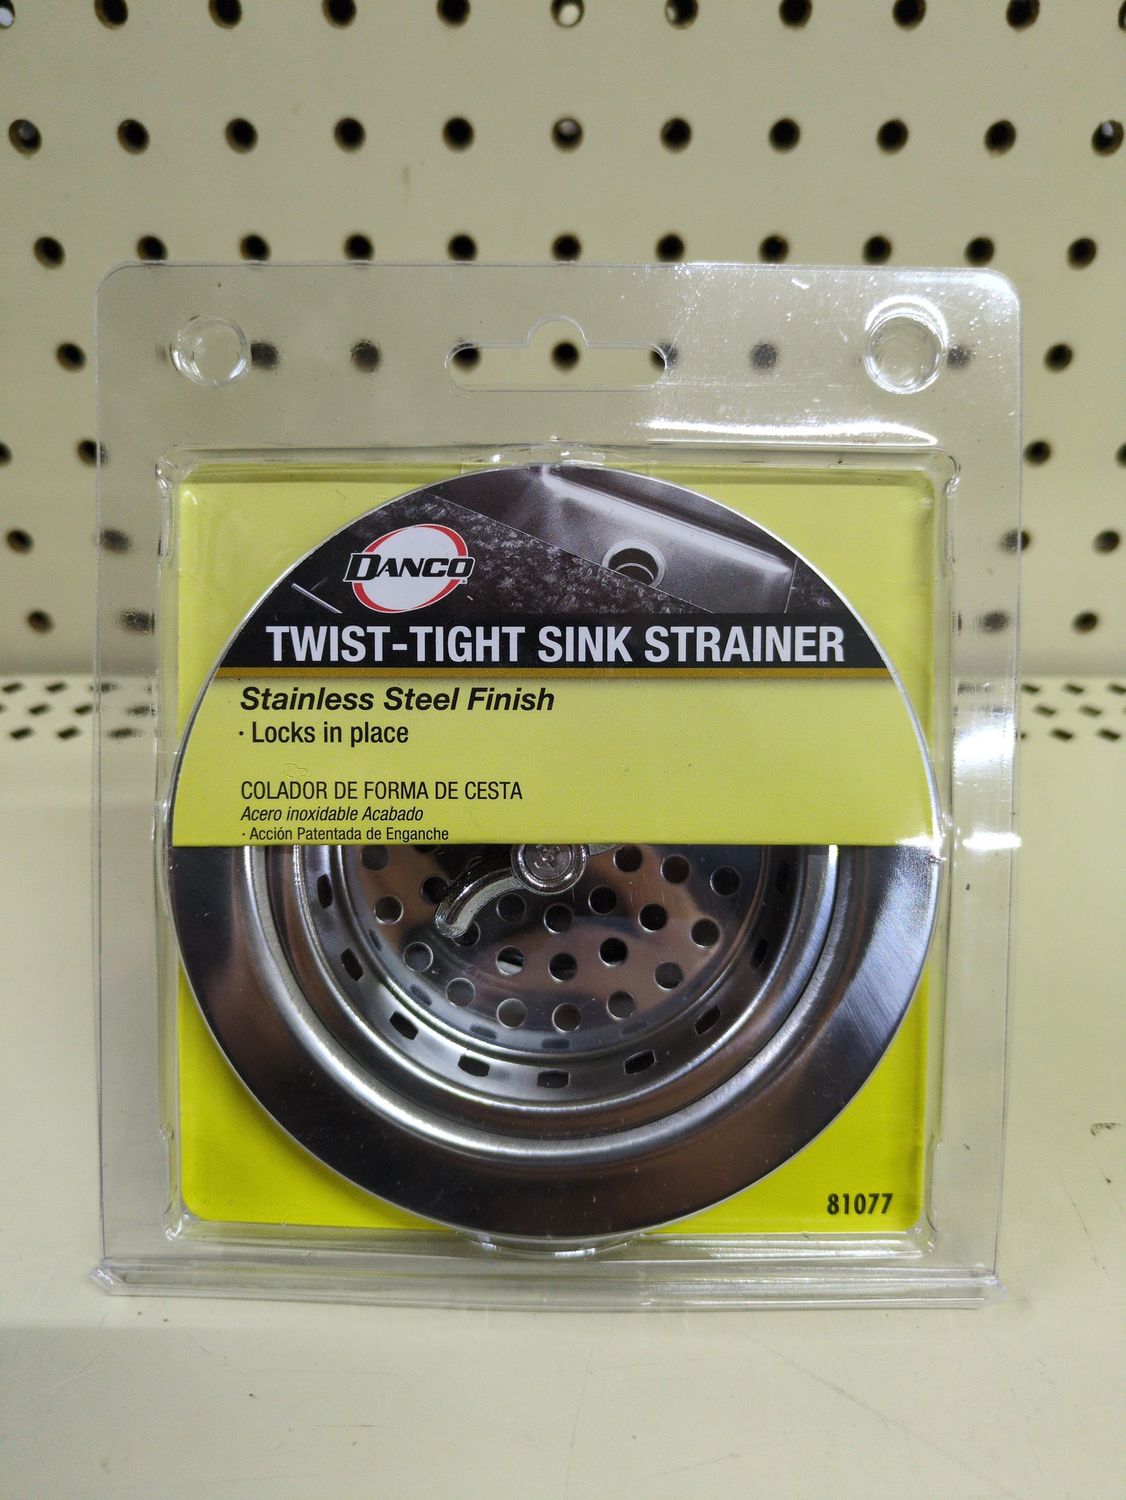 DANCO
TWIST-TIGHT SINK STRAINER
Stainless Steel Finish
· Locks in place
COLADOR DE FORMA DE CESTA
Acero inoxidable Acabado
· Acción Patentada de Enganche
81077